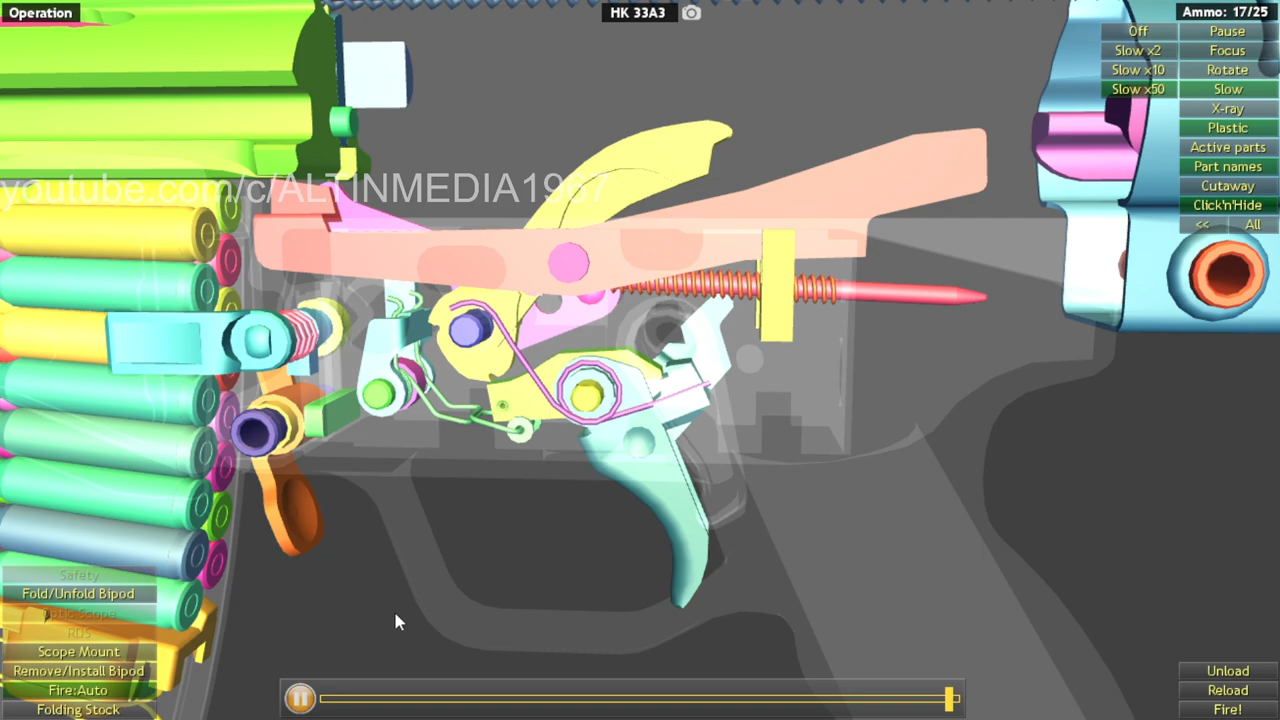 Operation
HK 33A3
Ammo: 17/25
Off
Pause
Slow x2
Focus
Slow x10
Rotate
Slow x50
Slow
X-ray
Plastic
Active parts
Part names
Cutaway
Click'n'Hide
<<
All
youtube.com/c/ALTINMEDIA1967
Safety
Fold/Unfold Bipod
Optic Scope
RDS
Scope Mount
Remove/Install Bipod
Fire:Auto
Folding Stock
Unload
Reload
Fire!